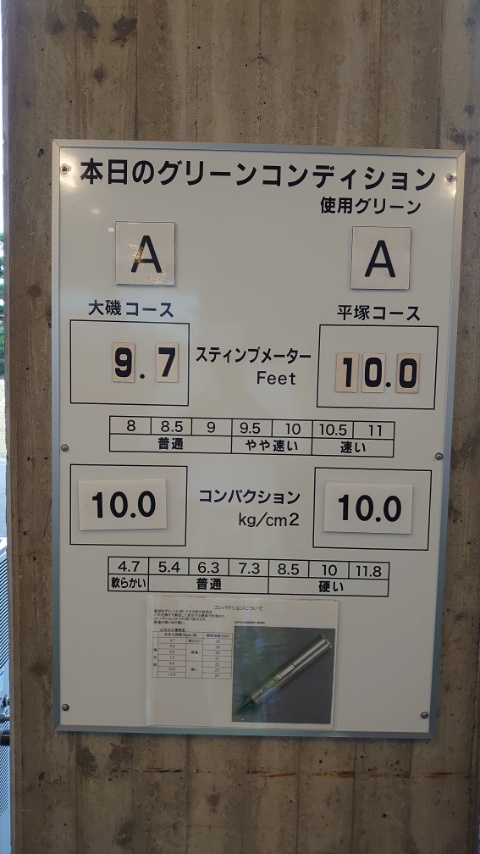 本日のグリーンコンディション
使用グリーン
A A
大磯コース 平塚コース
9.7 スティンプメーター 10.0
Feet
8 8.5 9 9.5 10 10.5 11
普通 やや速い 速い
10.0 コンパクション 10.0
kg/cm2
4.7 5.4 6.3 7.3 8.5 10 11.8
軟らかい 普通 硬い
コンパクションについて